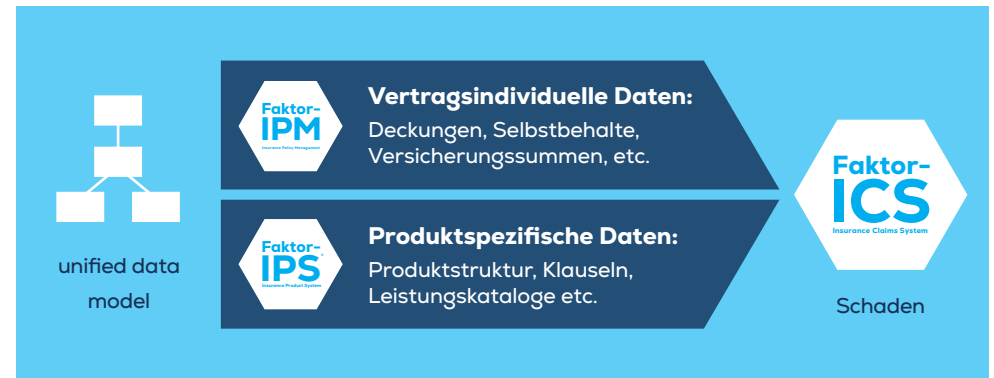 unified data
model
Faktor-
IPM
Insurance Policy Management
Vertragsindividuelle Daten:
Deckungen, Selbstbehalte,
Versicherungssummen, etc.
Faktor-
IPS
Insurance Product System
Produktspezifische Daten:
Produktstruktur, Klauseln,
Leistungskataloge etc.
Faktor-
ICS
Insurance Claims System
Schaden